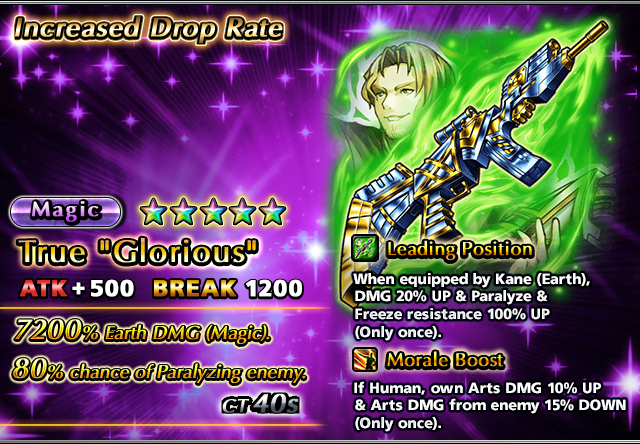 Increased Drop Rate
Magic
True "Glorious"
ATK + 500 BREAK 1200
7200% Earth DMG (Magic).
80% chance of Paralyzing enemy.
CT 40s
Leading Position
When equipped by Kane (Earth),
DMG 20% UP & Paralyze &
Freeze resistance 100% UP
(Only once).
Morale Boost
If Human, own Arts DMG 10% UP
& Arts DMG from enemy 15% DOWN
(Only once).